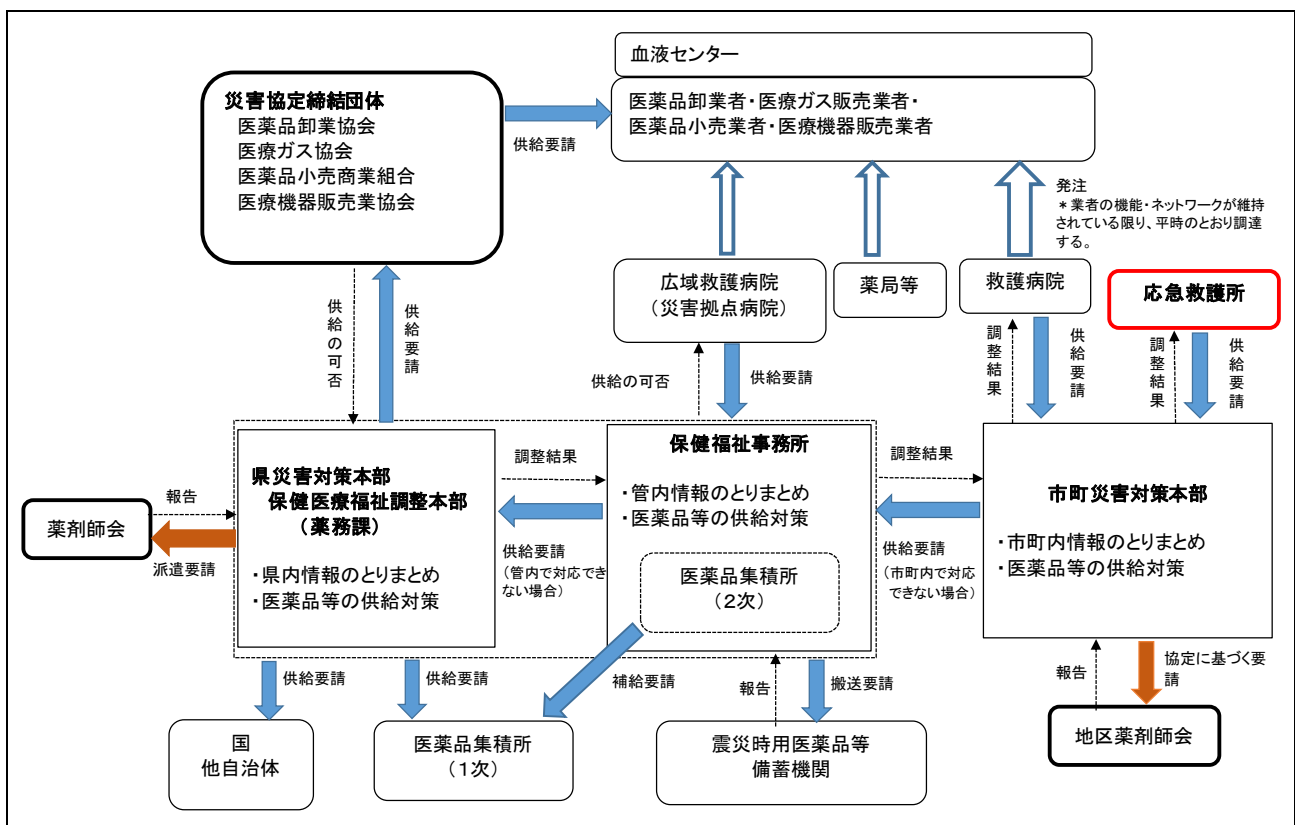 血液センター
医薬品卸業者・医療ガス販売業者・
医薬品小売業者・医療機器販売業者
災害協定締結団体
医薬品卸業協会
医療ガス協会
医薬品小売商業組合
医療機器販売業協会
供給要請
発注
＊業者の機能・ネットワークが維持
されている限り、平時のとおり調達
する。
広域救護病院
（災害拠点病院）
薬局等
救護病院
応急救護所
供給の可否
供給要請
供給の可否
供給要請
調整結果
供給要請
調整結果
供給要請
県災害対策本部
保健医療福祉調整本部
（薬務課）
・県内情報のとりまとめ
・医薬品等の供給対策
調整結果
供給要請
（管内で対応でき
ない場合）
保健福祉事務所
・管内情報のとりまとめ
・医薬品等の供給対策
医薬品集積所
（２次）
調整結果
供給要請
（市町内で対応
できない場合）
市町災害対策本部
・市町内情報のとりまとめ
・医薬品等の供給対策
報告
薬剤師会
派遣要請
供給要請
供給要請
補給要請
報告
搬送要請
報告
協定に基づく要
請
国
他自治体
医薬品集積所
（１次）
震災時用医薬品等
備蓄機関
地区薬剤師会